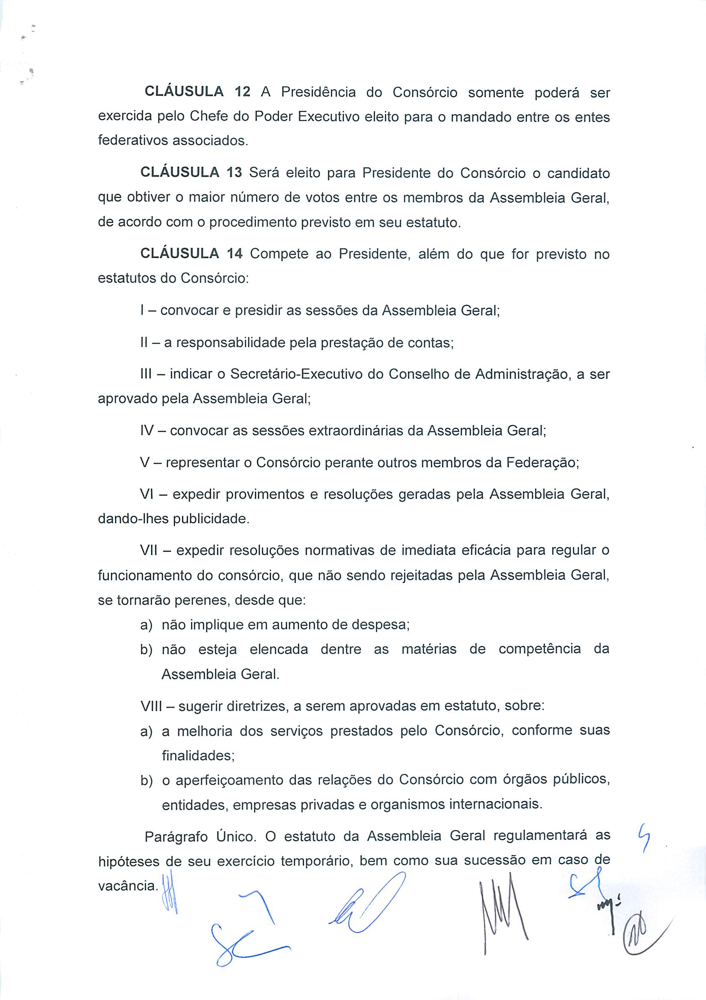 CLÁUSULA 12 A Presidência do Consórcio somente poderá ser
exercida pelo Chefe do Poder Executivo eleito para o mandado entre os entes
federativos associados.
CLÁUSULA 13 Será eleito para Presidente do Consórcio o candidato
que obtiver o maior número de votos entre os membros da Assembleia Geral,
de acordo com o procedimento previsto em seu estatuto.
CLÁUSULA 14 Compete ao Presidente, além do que for previsto no
estatutos do Consórcio:
I – convocar e presidir as sessões da Assembleia Geral;
II – a responsabilidade pela prestação de contas;
III – indicar o Secretário-Executivo do Conselho de Administração, a ser
aprovado pela Assembleia Geral;
IV – convocar as sessões extraordinárias da Assembleia Geral;
V – representar o Consórcio perante outros membros da Federação;
VI – expedir provimentos e resoluções geradas pela Assembleia Geral,
dando-lhes publicidade.
VII – expedir resoluções normativas de imediata eficácia para regular o
funcionamento do consórcio, que não sendo rejeitadas pela Assembleia Geral,
se tornarão perenes, desde que:
a) não implique em aumento de despesa;
b) não esteja elencada dentre as matérias de competência da
Assembleia Geral.
VIII – sugerir diretrizes, a serem aprovadas em estatuto, sobre:
a) a melhoria dos serviços prestados pelo Consórcio, conforme suas
finalidades;
b) o aperfeiçoamento das relações do Consórcio com órgãos públicos,
entidades, empresas privadas e organismos internacionais.
Parágrafo Único. O estatuto da Assembleia Geral regulamentará as
hipóteses de seu exercício temporário, bem como sua sucessão em caso de
vacância.